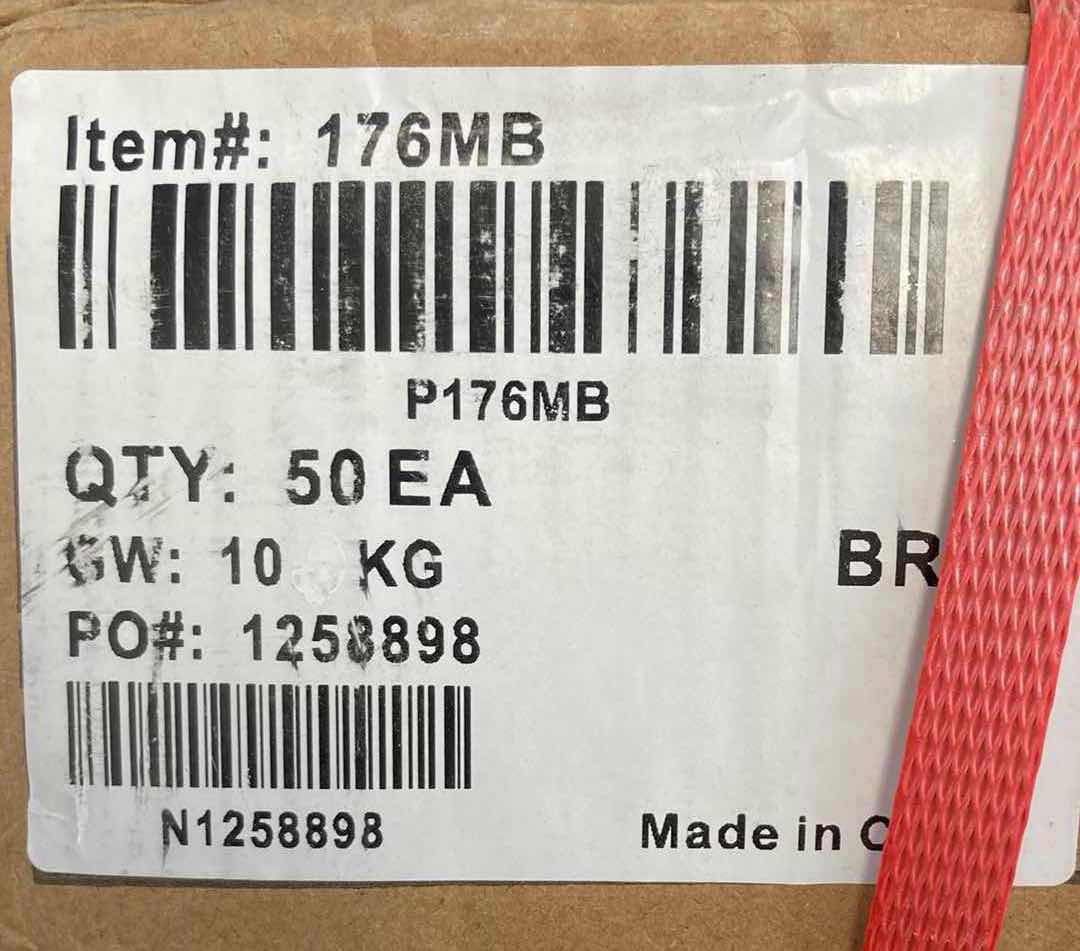 Item#: 176MB
P176MB
QTY: 50 EA
GW: 10 KG
BR
PO#: 1258898
N1258898
Made in C